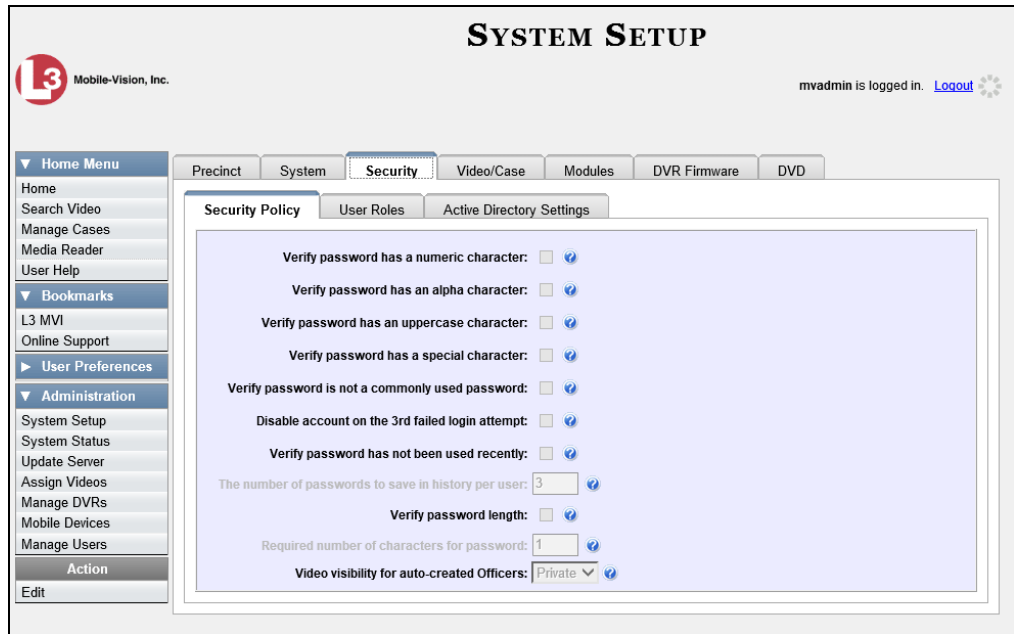 SYSTEM SETUP
L3 Mobile-Vision, Inc.
mvadmin is logged in. Logout
▼ Home Menu
Home
Search Video
Manage Cases
Media Reader
User Help
▼ Bookmarks
L3 MVI
Online Support
▶ User Preferences
▼ Administration
System Setup
System Status
Update Server
Assign Videos
Manage DVRs
Mobile Devices
Manage Users
Action
Edit
Precinct System Security Video/Case Modules DVR Firmware DVD
Security Policy User Roles Active Directory Settings
Verify password has a numeric character: ?
Verify password has an alpha character: ?
Verify password has an uppercase character: ?
Verify password has a special character: ?
Verify password is not a commonly used password: ?
Disable account on the 3rd failed login attempt: ?
Verify password has not been used recently: ?
The number of passwords to save in history per user: 3 ?
Verify password length: ?
Required number of characters for password: 1 ?
Video visibility for auto-created Officers: Private ?